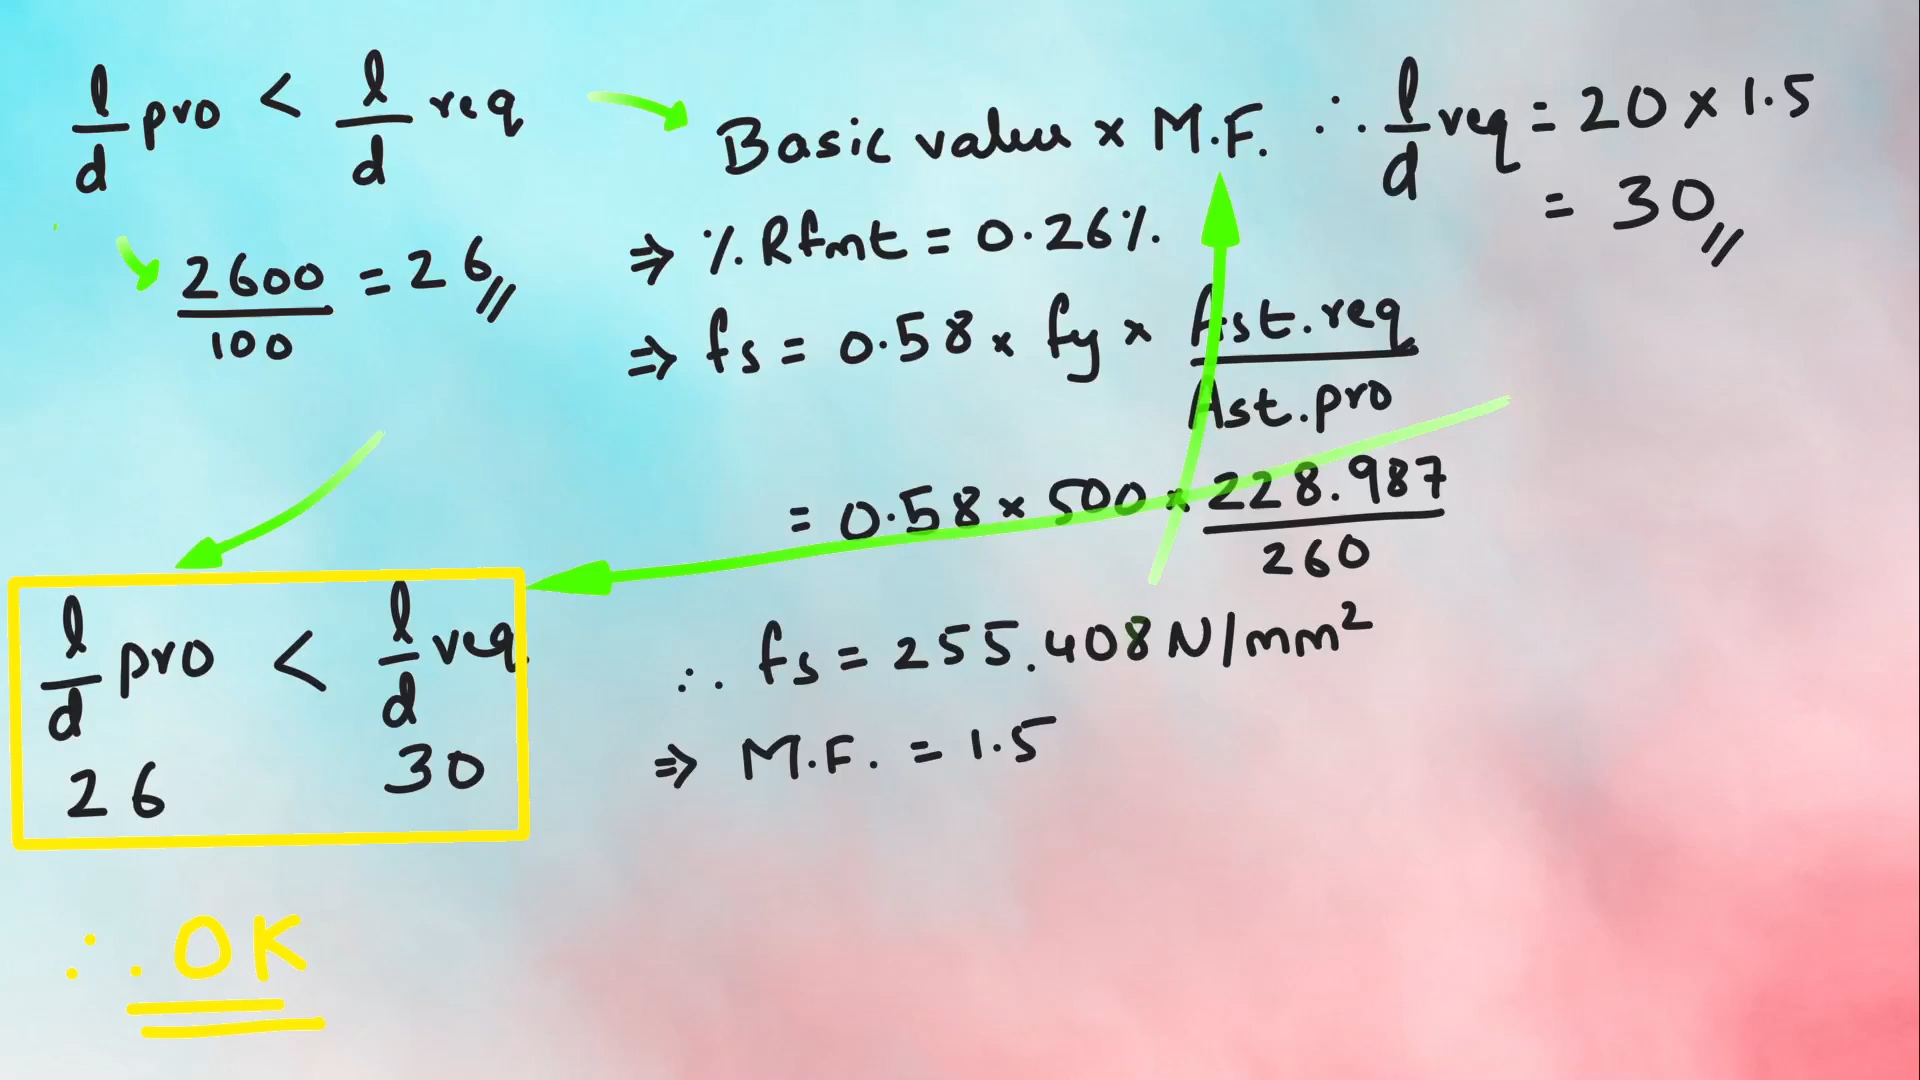 l/d pro < l/d req
2600/100 = 26
Basic value x M.F.
⇒ % Rfmt = 0.26%.
⇒ fs = 0.58 x fy x Ast.req/Ast.pro
= 0.58 x 500 x 228.987/260
∴ fs = 255.408 N/mm²
⇒ M.F. = 1.5
∴ l/d req = 20 x 1.5
= 30
l/d pro < l/d req.
26 30
∴ OK